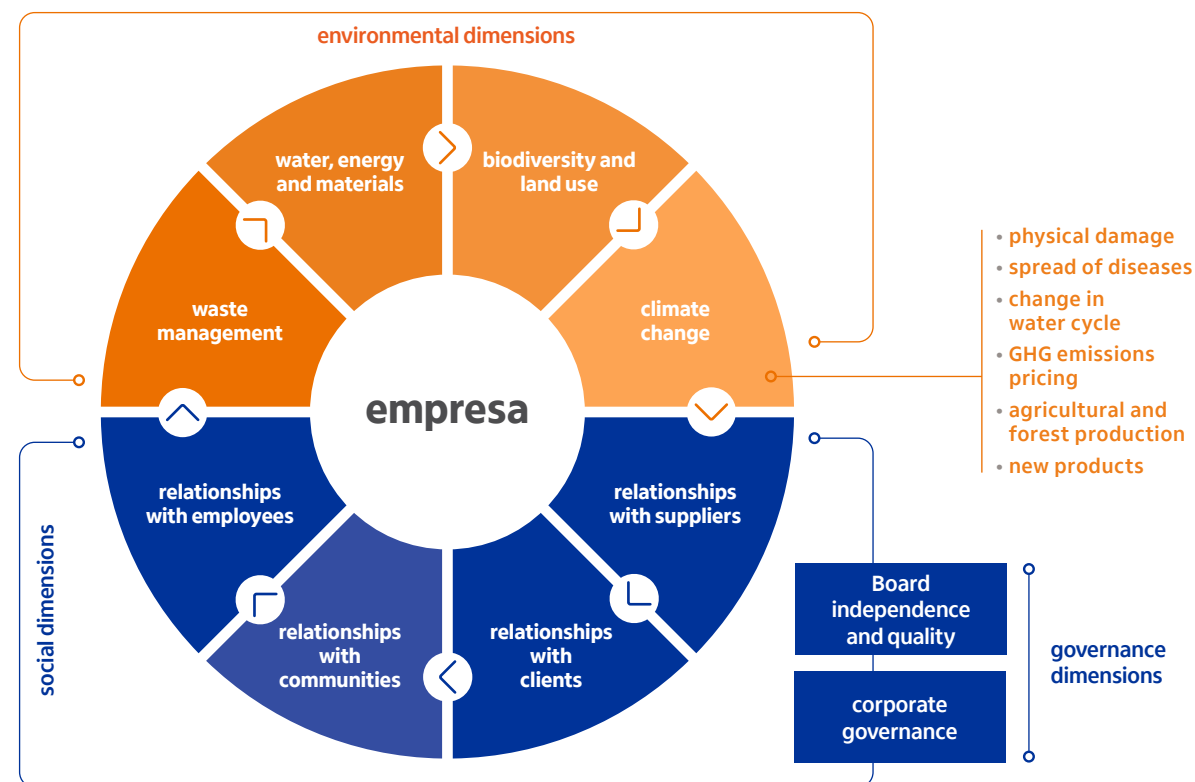 environmental dimensions
water, energy
and materials
biodiversity and
land use
waste
management
climate
change
• physical damage
• spread of diseases
• change in
water cycle
• GHG emissions
pricing
• agricultural and
forest production
• new products
empresa
relationships
with employees
relationships
with suppliers
relationships
with
communities
relationships
with
clients
social dimensions
Board
independence
and quality
corporate
governance
governance
dimensions